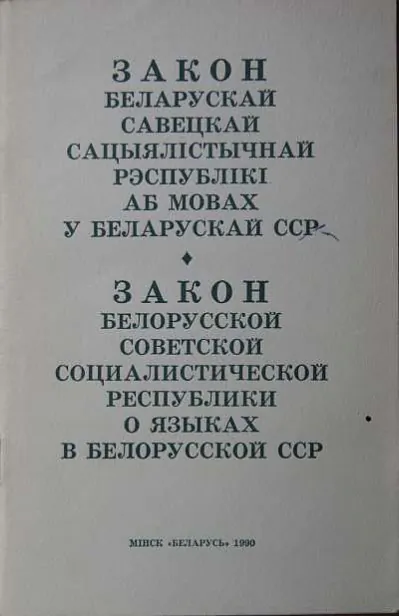 ЗАКОН
БЕЛАРУСКАЙ
САВЕЦКАЙ
САЦЫЯЛІСТЫЧНАЙ
РЭСПУБЛІКІ
АБ МОВАХ
У БЕЛАРУСКАЙ ССР
ЗАКОН
БЕЛОРУССКОЙ
СОВЕТСКОЙ
СОЦИАЛИСТИЧЕСКОЙ
РЕСПУБЛИКИ
О ЯЗЫКАХ
В БЕЛОРУССКОЙ ССР
МІНСК «БЕЛАРУСЬ» 1990